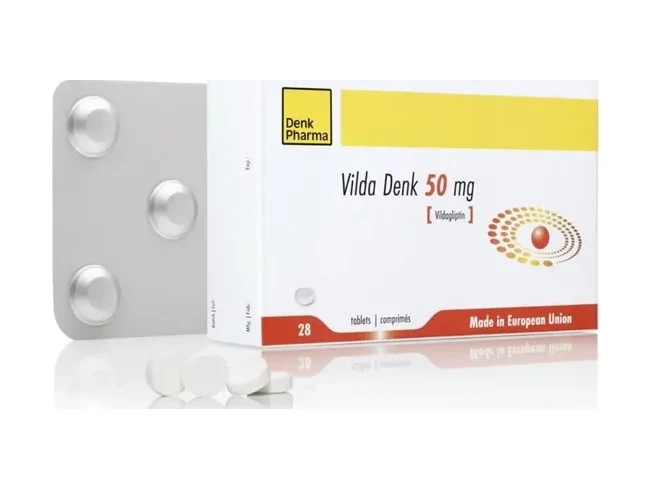 Denk
Pharma
Vilda Denk 50 mg
[ Vildagliptin ]
28
tablets | comprimés
Made in European Union